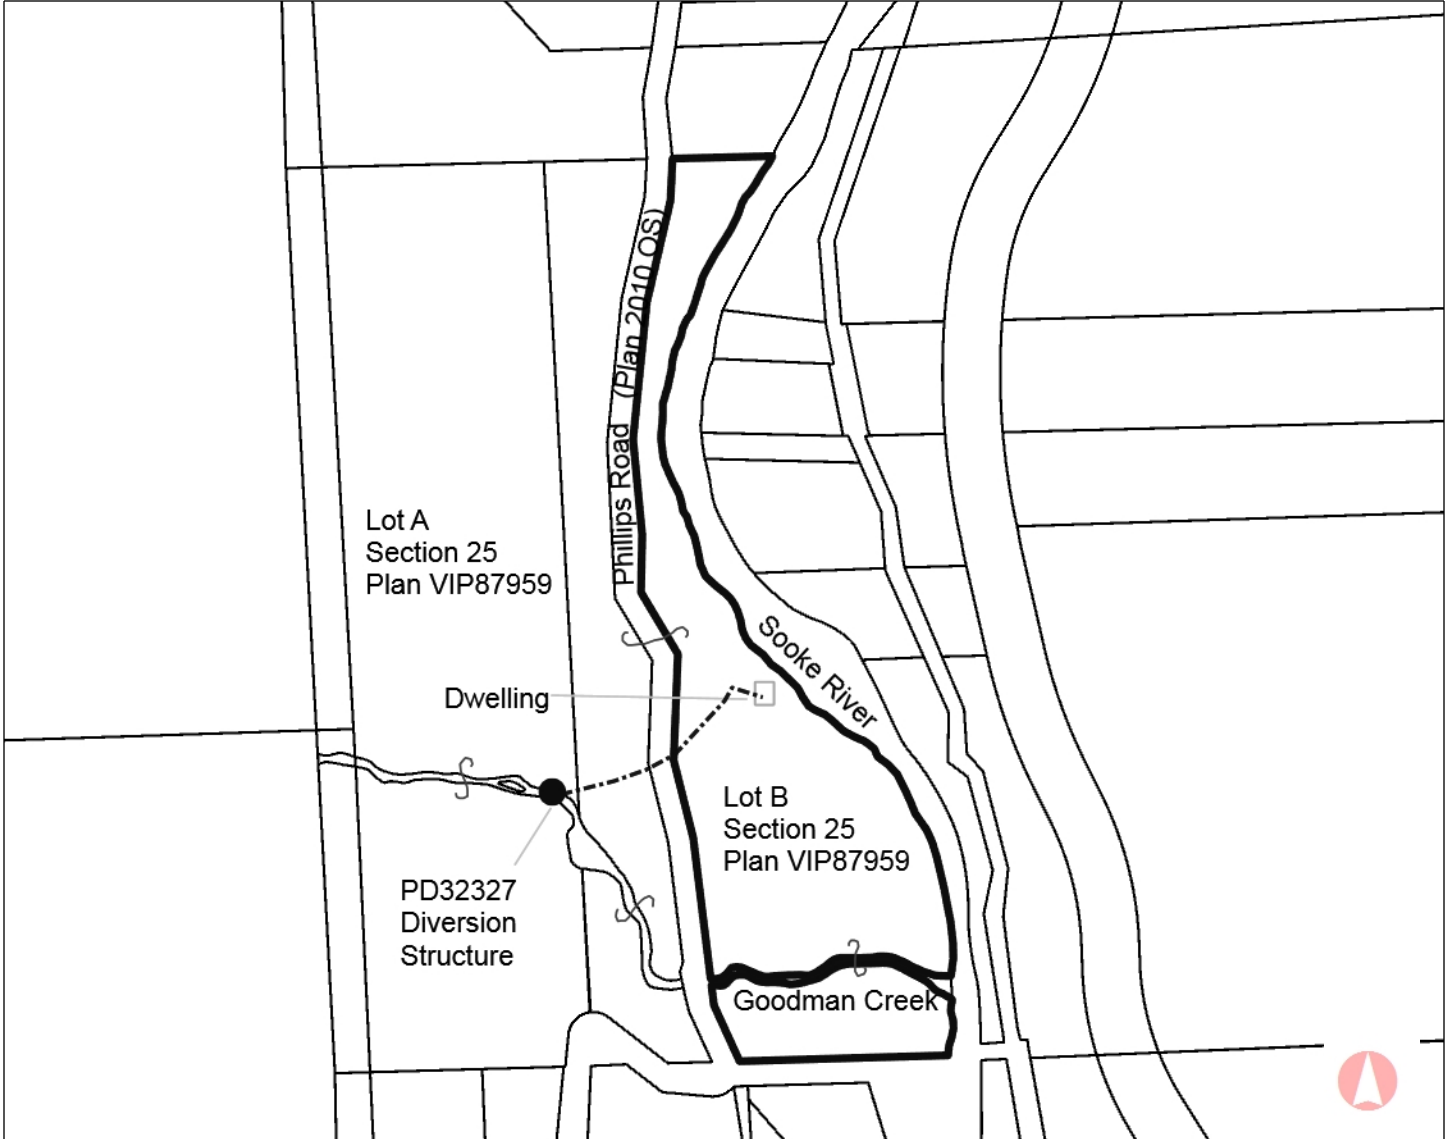 Phillips Road (Plan 2010 OS)
Lot A
Section 25
Plan VIP87959
Sooke River
Dwelling
Lot B
Section 25
Plan VIP87959
PD32327
Diversion
Structure
Goodman Creek